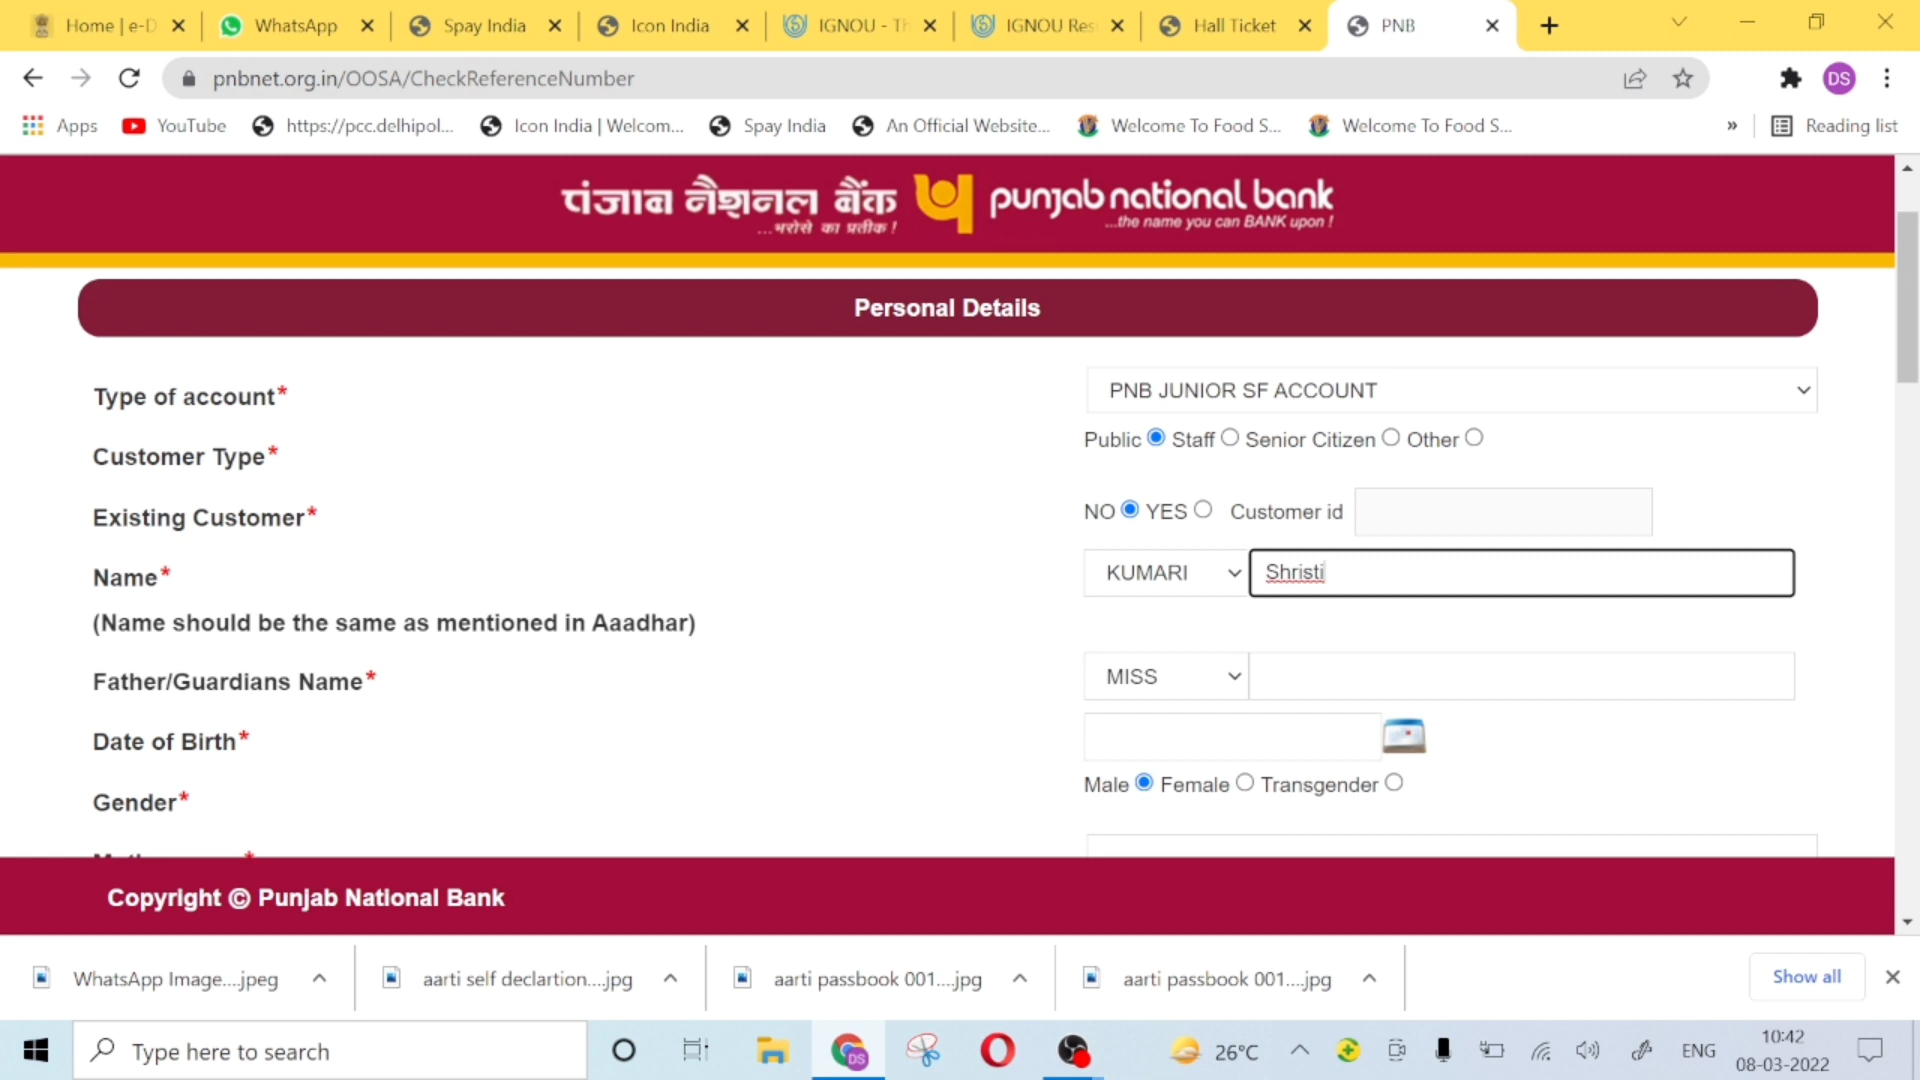 Home | e-D
WhatsApp
Spay India
Icon India
IGNOU - Th
IGNOU Res
Hall Ticket
PNB
pnbnet.org.in/OOSA/CheckReferenceNumber
DS
Apps
YouTube
https://pcc.delhipol...
Icon India | Welcom...
Spay India
An Official Website...
Welcome To Food S...
Welcome To Food S...
»
Reading list
पंजाब नैशनल बैंक
...भरोसे का प्रतीक !
punjab national bank
...the name you can BANK upon !
Personal Details
Type of account*
PNB JUNIOR SF ACCOUNT
Customer Type*
Public Staff Senior Citizen Other
Existing Customer*
NO YES Customer id
Name*
KUMARI
Shristi
(Name should be the same as mentioned in Aaadhar)
Father/Guardians Name*
MISS
Date of Birth*
Gender*
Male Female Transgender
Copyright © Punjab National Bank
WhatsApp Image....jpeg
aarti self declartion....jpg
aarti passbook 001....jpg
aarti passbook 001....jpg
Show all
Type here to search
DS
26°C
ENG
10:42
08-03-2022